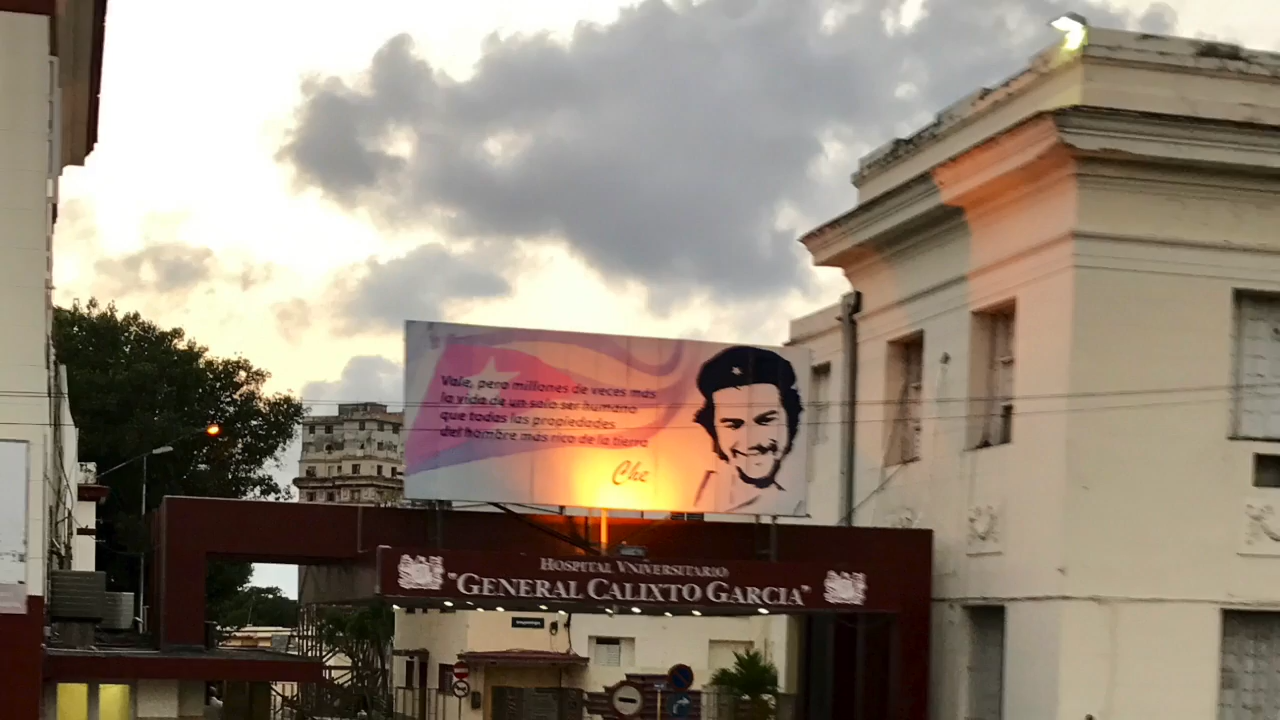 Vale, pero millones de veces más
la vida de un solo ser humano
que todas las propiedades
del hombre más rico de la tierra
Che
HOSPITAL VNIVERSITARIO
"GENERAL CALIXTO GARCIA"